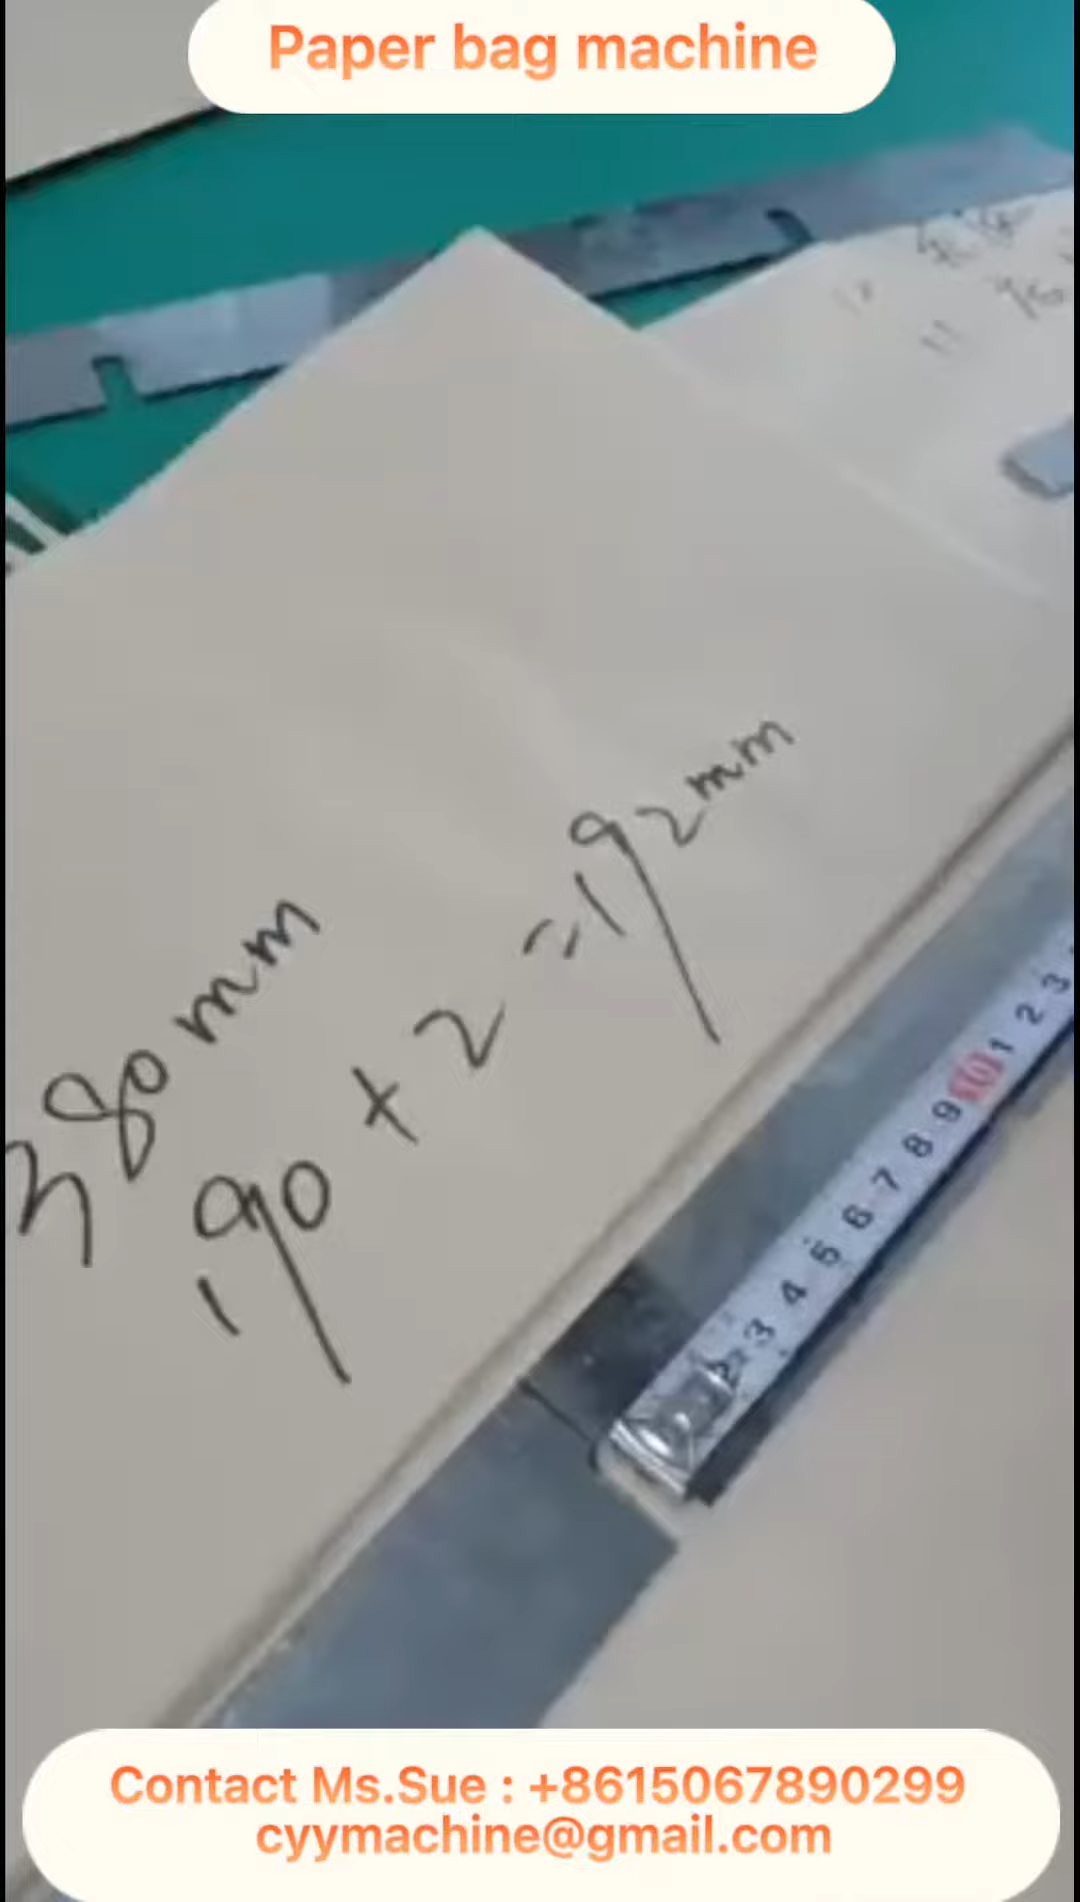 Paper bag machine
380mm
190 + 2 = 192mm
2 3 4 5 6 7 8 9 10 1 2 3
Contact Ms.Sue : +8615067890299
cyymachine@gmail.com